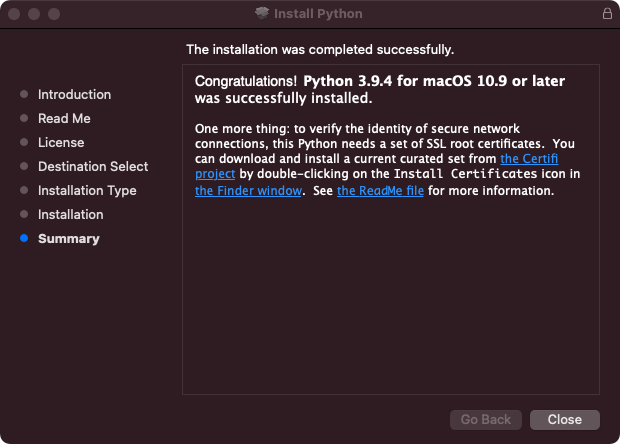 Install Python
The installation was completed successfully.
Introduction
Read Me
License
Destination Select
Installation Type
Installation
Summary
Congratulations! Python 3.9.4 for macOS 10.9 or later
was successfully installed.
One more thing: to verify the identity of secure network
connections, this Python needs a set of SSL root certificates.  You
can download and install a current curated set from the Certifi
project by double-clicking on the Install Certificates icon in
the Finder window.  See the ReadMe file for more information.
Go Back
Close